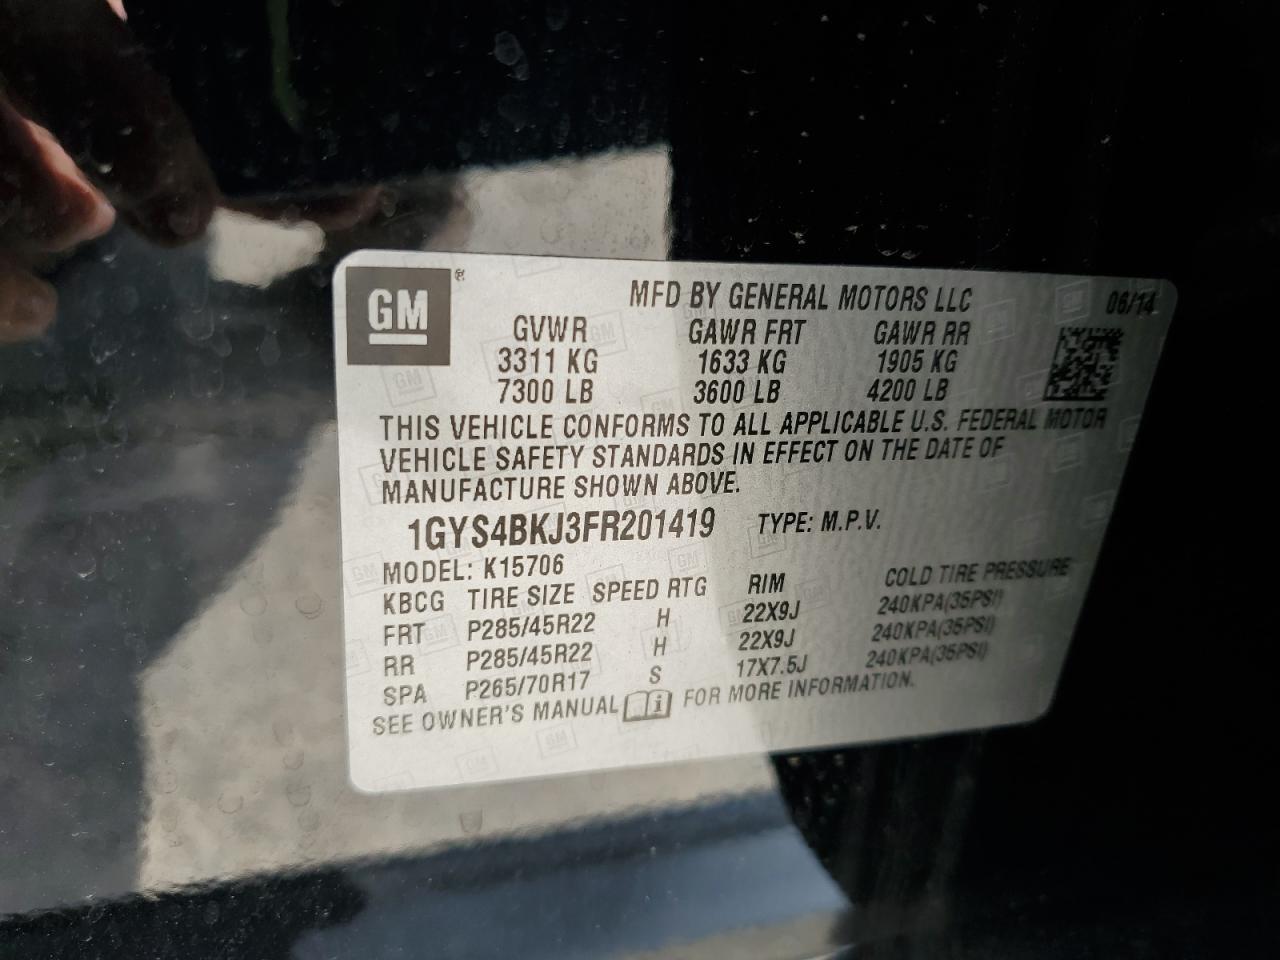 GM ®
MFD BY GENERAL MOTORS LLC 06/14
GVWR GAWR FRT GAWR RR
3311 KG 1633 KG 1905 KG
7300 LB 3600 LB 4200 LB
THIS VEHICLE CONFORMS TO ALL APPLICABLE U.S. FEDERAL MOTOR
VEHICLE SAFETY STANDARDS IN EFFECT ON THE DATE OF
MANUFACTURE SHOWN ABOVE.
1GYS4BKJ3FR201419 TYPE: M.P.V.
MODEL: K15706
KBCG TIRE SIZE SPEED RTG RIM COLD TIRE PRESSURE
FRT P285/45R22 H 22X9J 240KPA(35PSI)
RR P285/45R22 H 22X9J 240KPA(35PSI)
SPA P265/70R17 S 17X7.5J 240KPA(35PSI)
SEE OWNER'S MANUAL i FOR MORE INFORMATION.